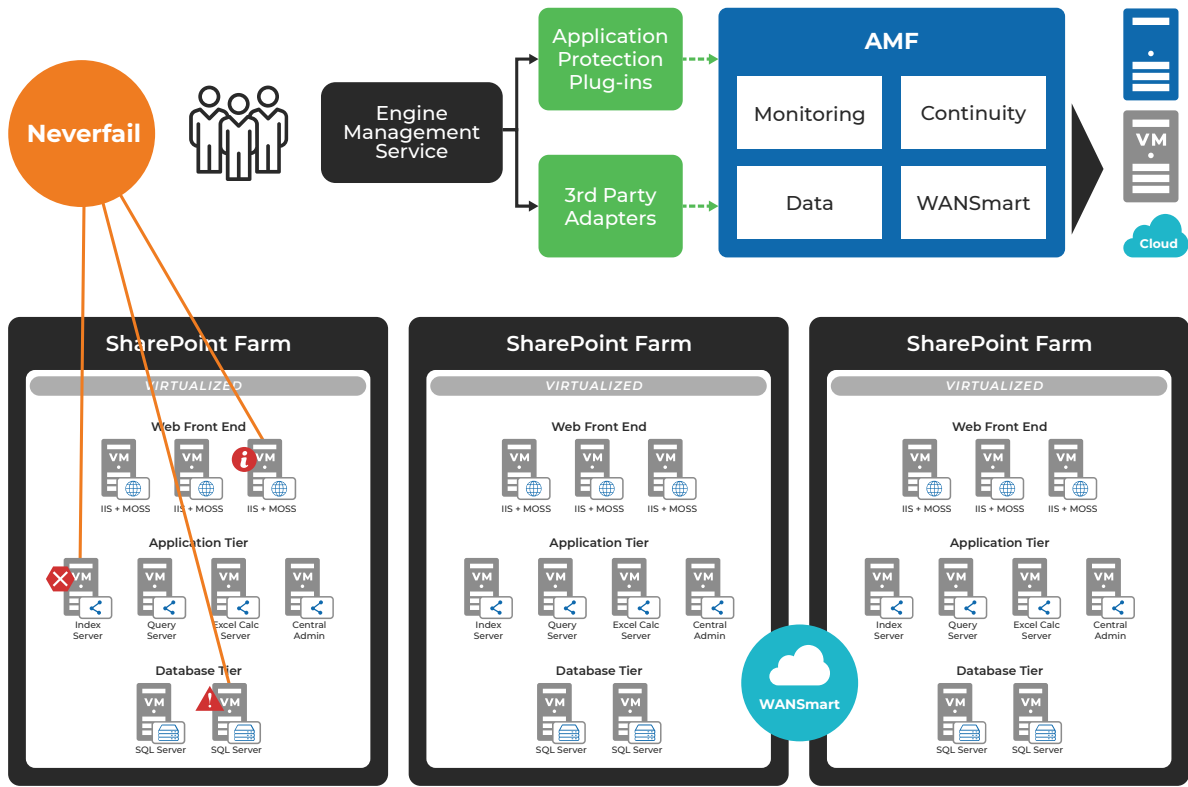 Neverfail
Engine
Management
Service
Application
Protection
Plug-ins
3rd Party
Adapters
AMF
Monitoring
Continuity
Data
WANSmart
VM
Cloud
SharePoint Farm
VIRTUALIZED
Web Front End
VM
VM
i
VM
IIS + MOSS
IIS + MOSS
IIS + MOSS
Application Tier
VM
VM
VM
VM
Index
Server
Query
Server
Excel Calc
Server
Central
Admin
Database Tier
VM
!
VM
SQL Server
SQL Server
SharePoint Farm
VIRTUALIZED
Web Front End
VM
VM
VM
IIS + MOSS
IIS + MOSS
IIS + MOSS
Application Tier
VM
VM
VM
VM
Index
Server
Query
Server
Excel Calc
Server
Central
Admin
Database Tier
VM
VM
SQL Server
SQL Server
WANSmart
SharePoint Farm
VIRTUALIZED
Web Front End
VM
VM
VM
IIS + MOSS
IIS + MOSS
IIS + MOSS
Application Tier
VM
VM
VM
VM
Index
Server
Query
Server
Excel Calc
Server
Central
Admin
Database Tier
VM
VM
SQL Server
SQL Server